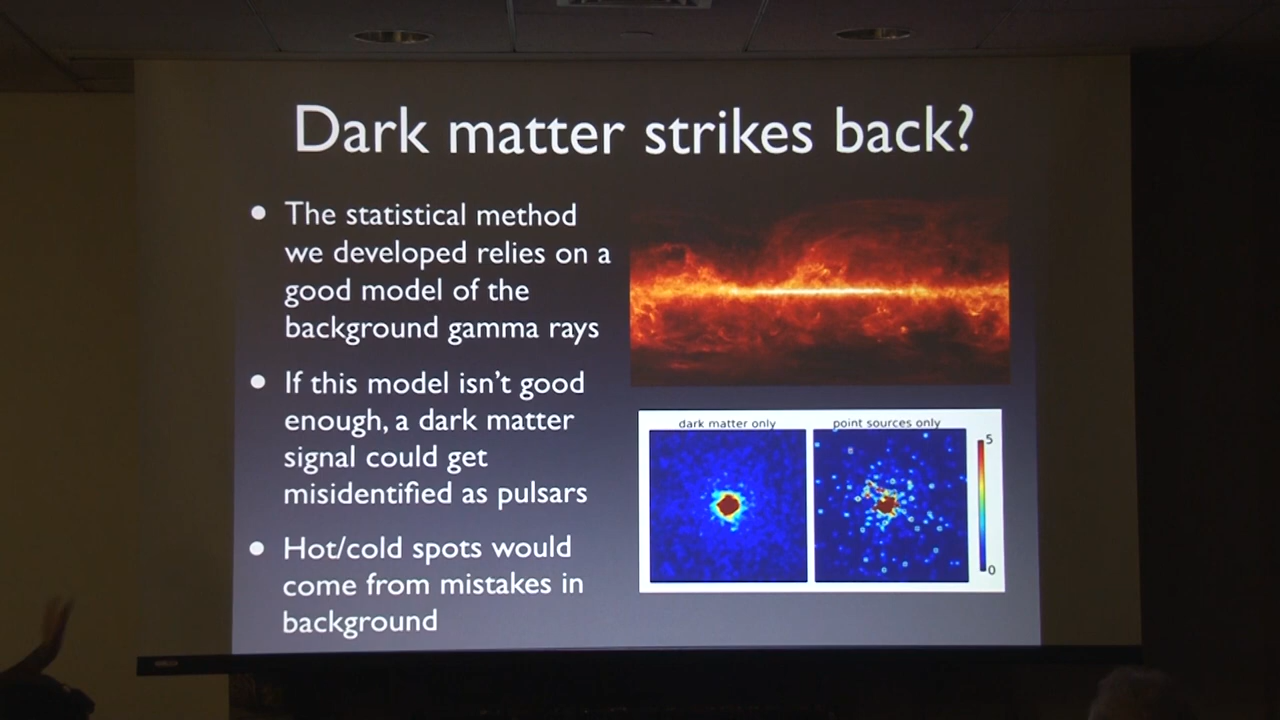 Dark matter strikes back?
• The statistical method
we developed relies on a
good model of the
background gamma rays
• If this model isn't good
enough, a dark matter
signal could get
misidentified as pulsars
• Hot/cold spots would
come from mistakes in
background
dark matter only
point sources only
5
0